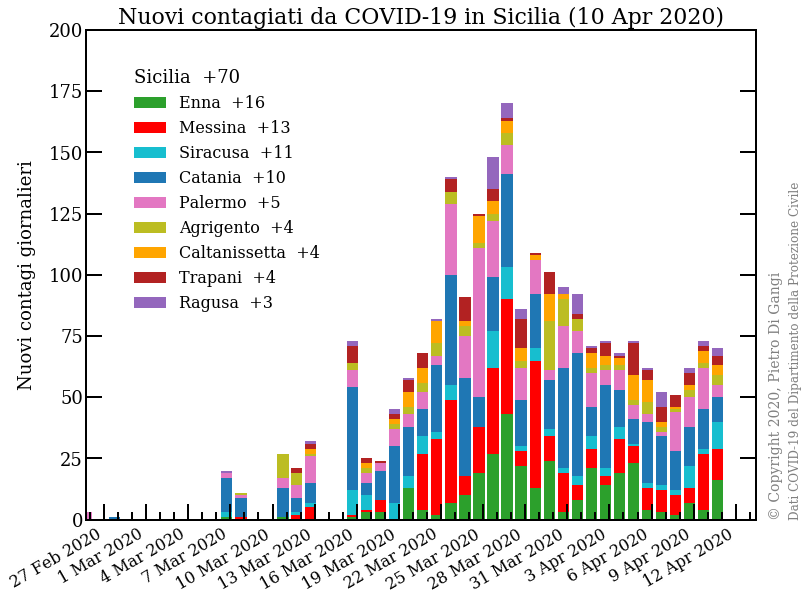 Nuovi contagiati da COVID-19 in Sicilia (10 Apr 2020)
200
175
150
125
100
75
50
25
0
Nuovi contagi giornalieri
Sicilia +70
Enna +16
Messina +13
Siracusa +11
Catania +10
Palermo +5
Agrigento +4
Caltanissetta +4
Trapani +4
Ragusa +3
27 Feb 2020
1 Mar 2020
4 Mar 2020
7 Mar 2020
10 Mar 2020
13 Mar 2020
16 Mar 2020
19 Mar 2020
22 Mar 2020
25 Mar 2020
28 Mar 2020
31 Mar 2020
3 Apr 2020
6 Apr 2020
9 Apr 2020
12 Apr 2020
© Copyright 2020, Pietro Di Gangi
Dati COVID-19 del Dipartimento della Protezione Civile